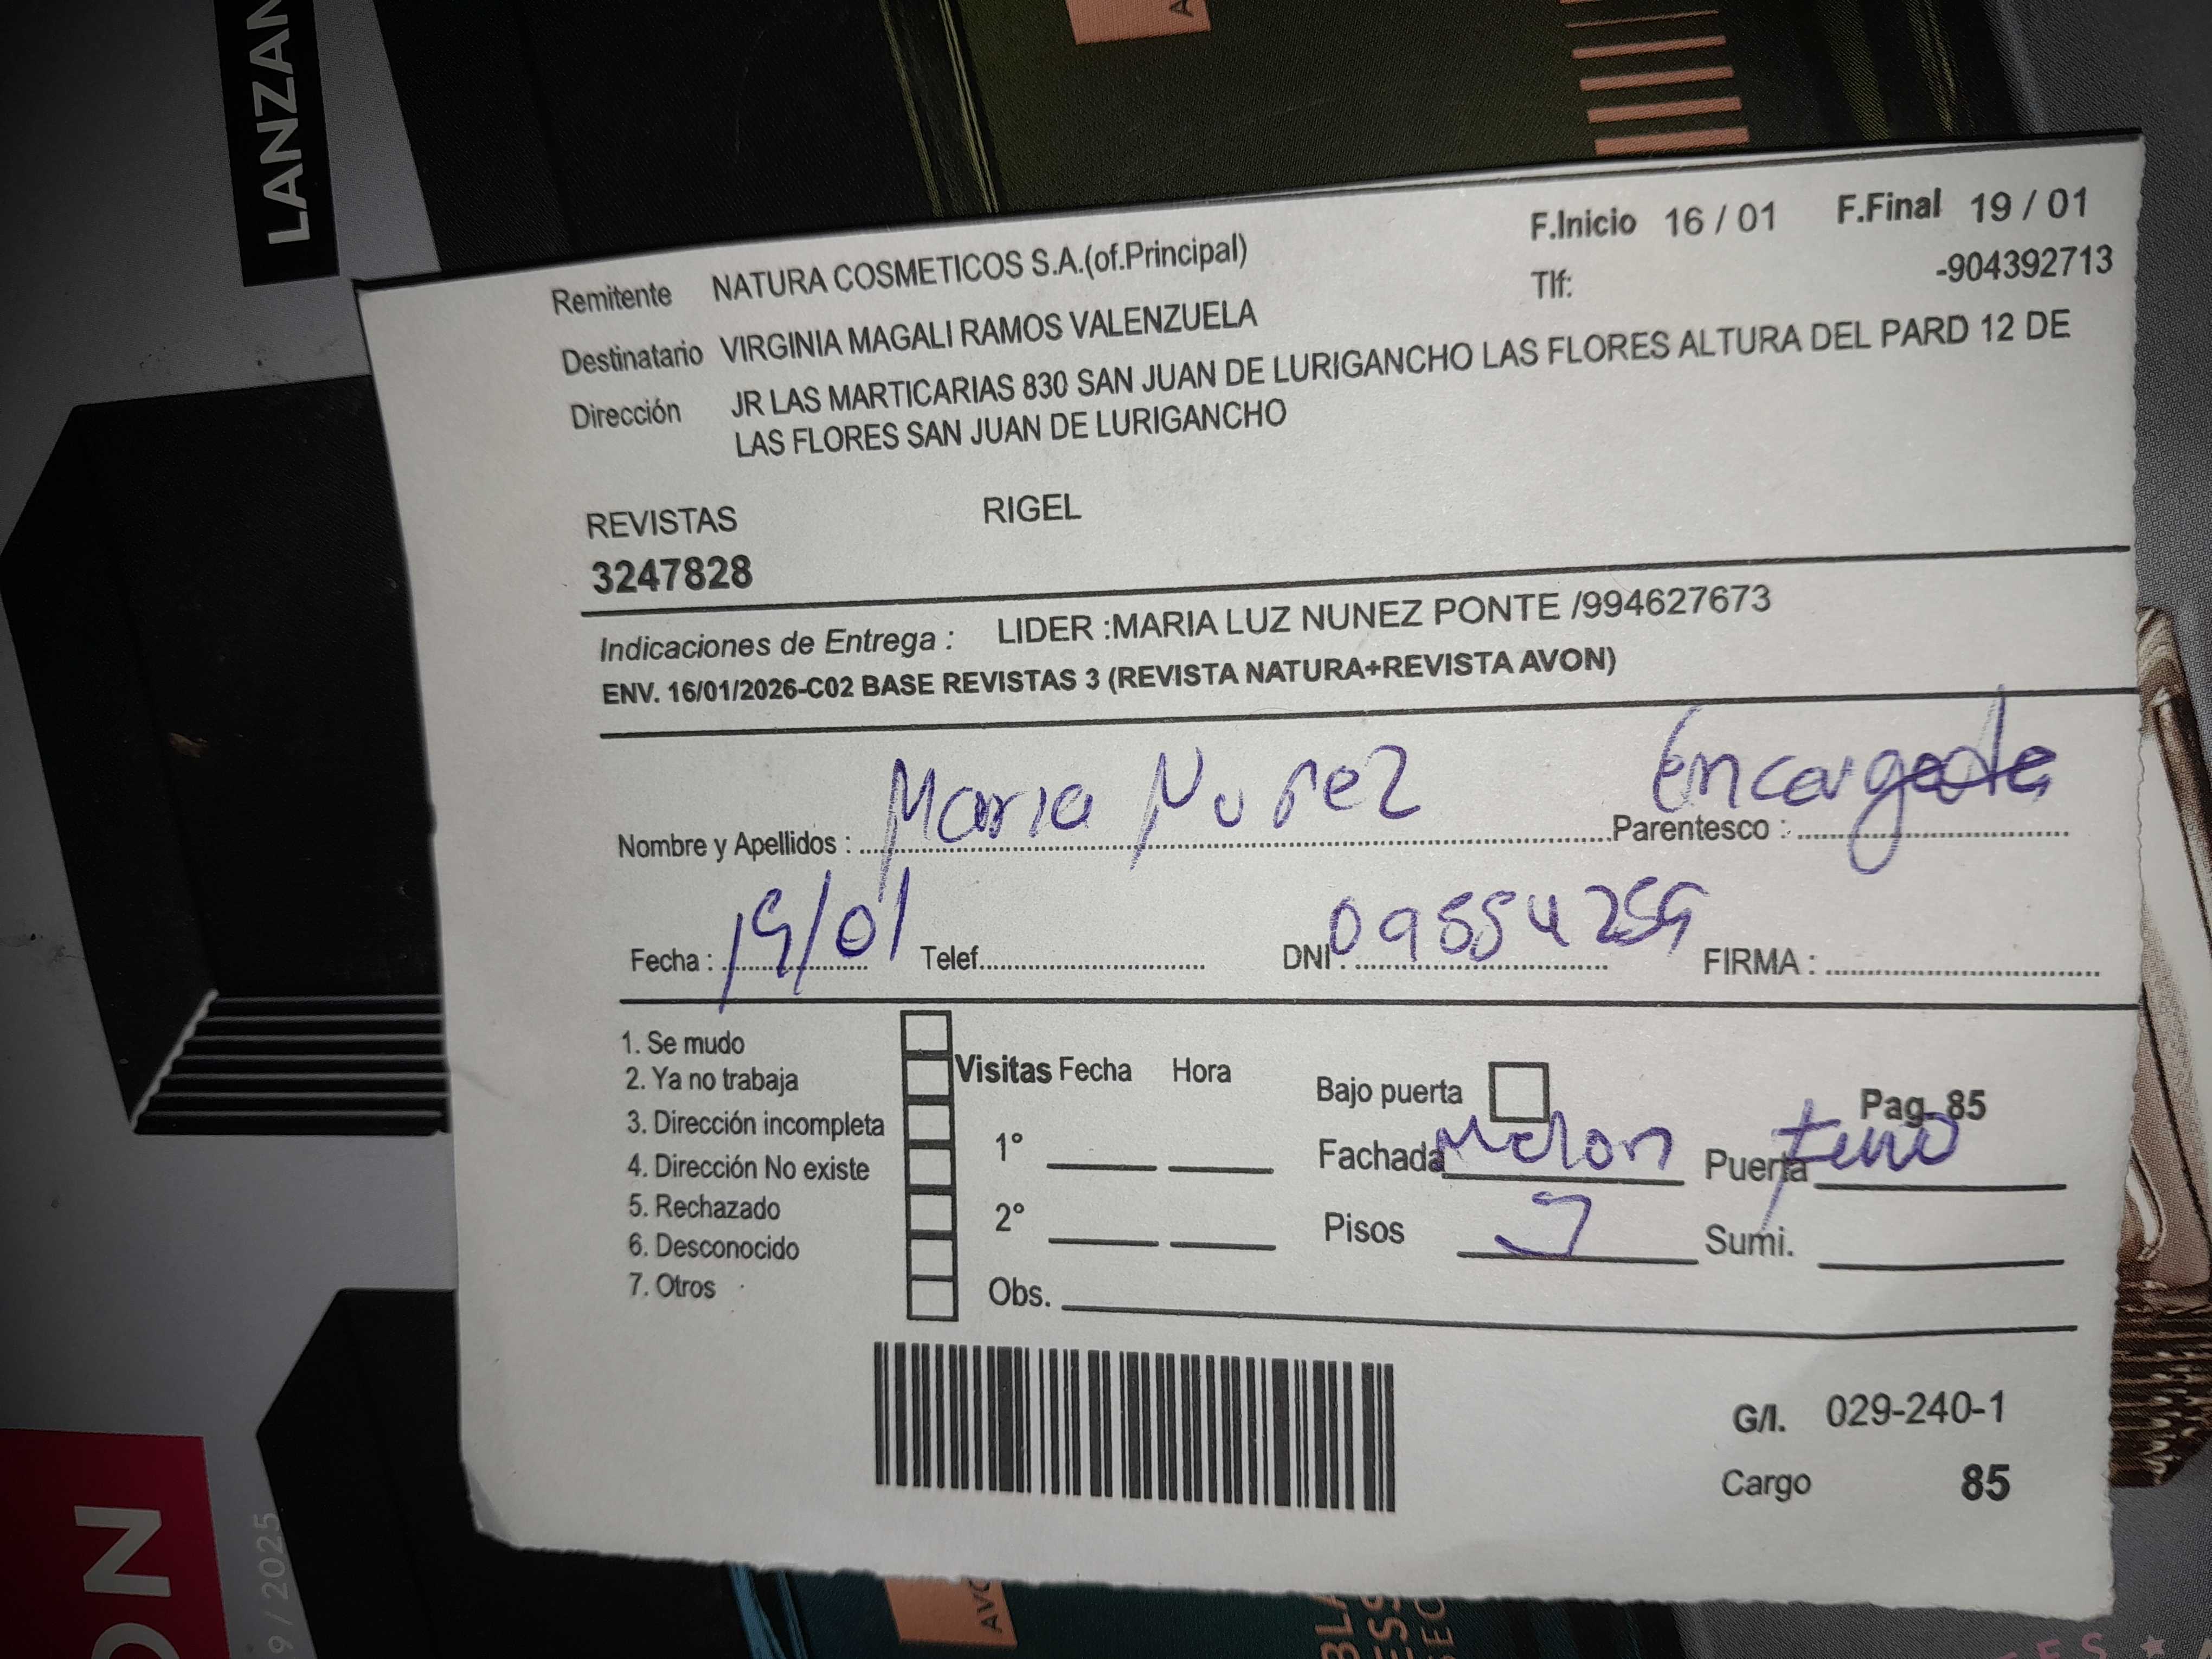 LANZAN
F.Inicio 16 / 01 F.Final 19 / 01
Remitente NATURA COSMETICOS S.A.(of.Principal) Tlf: -904392713
Destinatario VIRGINIA MAGALI RAMOS VALENZUELA
Dirección JR LAS MARTICARIAS 830 SAN JUAN DE LURIGANCHO LAS FLORES ALTURA DEL PARD 12 DE
LAS FLORES SAN JUAN DE LURIGANCHO
REVISTAS RIGEL
3247828
Indicaciones de Entrega : LIDER :MARIA LUZ NUNEZ PONTE /994627673
ENV. 16/01/2026-C02 BASE REVISTAS 3 (REVISTA NATURA+REVISTA AVON)
Nombre y Apellidos : Maria Nuñez Parentesco : Encargada
Fecha : 19/01 Telef. DNI: FIRMA :
1. Se mudo
2. Ya no trabaja
3. Dirección incompleta
4. Dirección No existe
5. Rechazado
6. Desconocido
7. Otros
Visitas Fecha Hora
1°
2°
Obs.
Bajo puerta Pag. 85
Fachada Melon Puerta
Pisos Sumi.
G/I. 029-240-1
Cargo 85
ON
9 / 2025
AVO